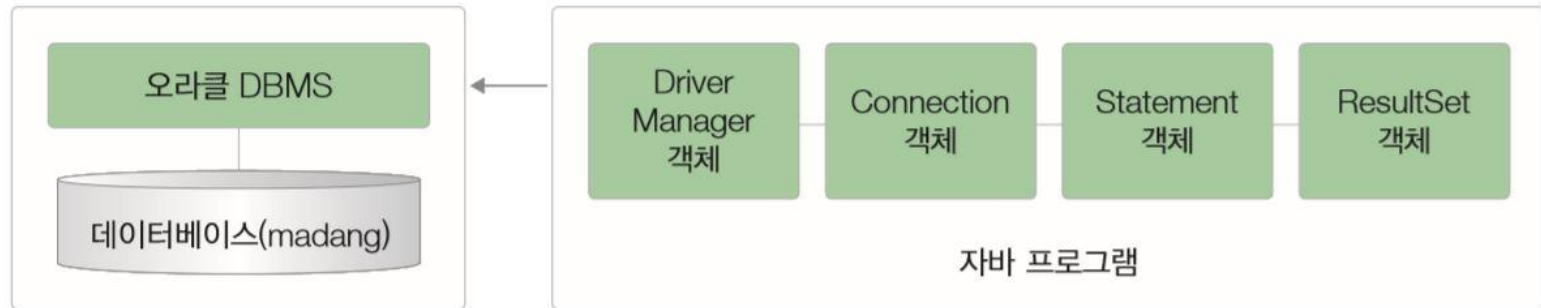 오라클 DBMS
데이터베이스(madang)
Driver
Manager
객체
Connection
객체
Statement
객체
ResultSet
객체
자바 프로그램